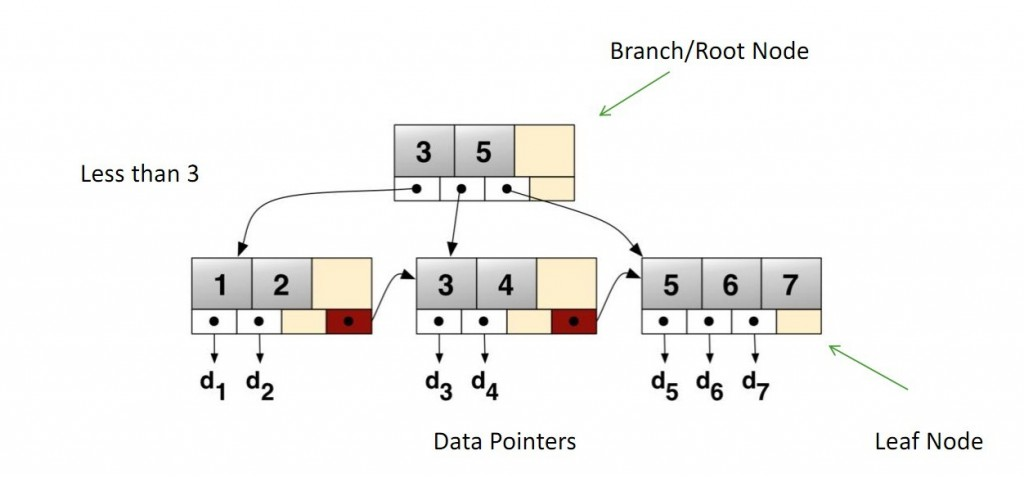 Branch/Root Node
3 5
Less than 3
1 2
3 4
5 6 7
d1 d2
d3 d4
d5 d6 d7
Data Pointers
Leaf Node